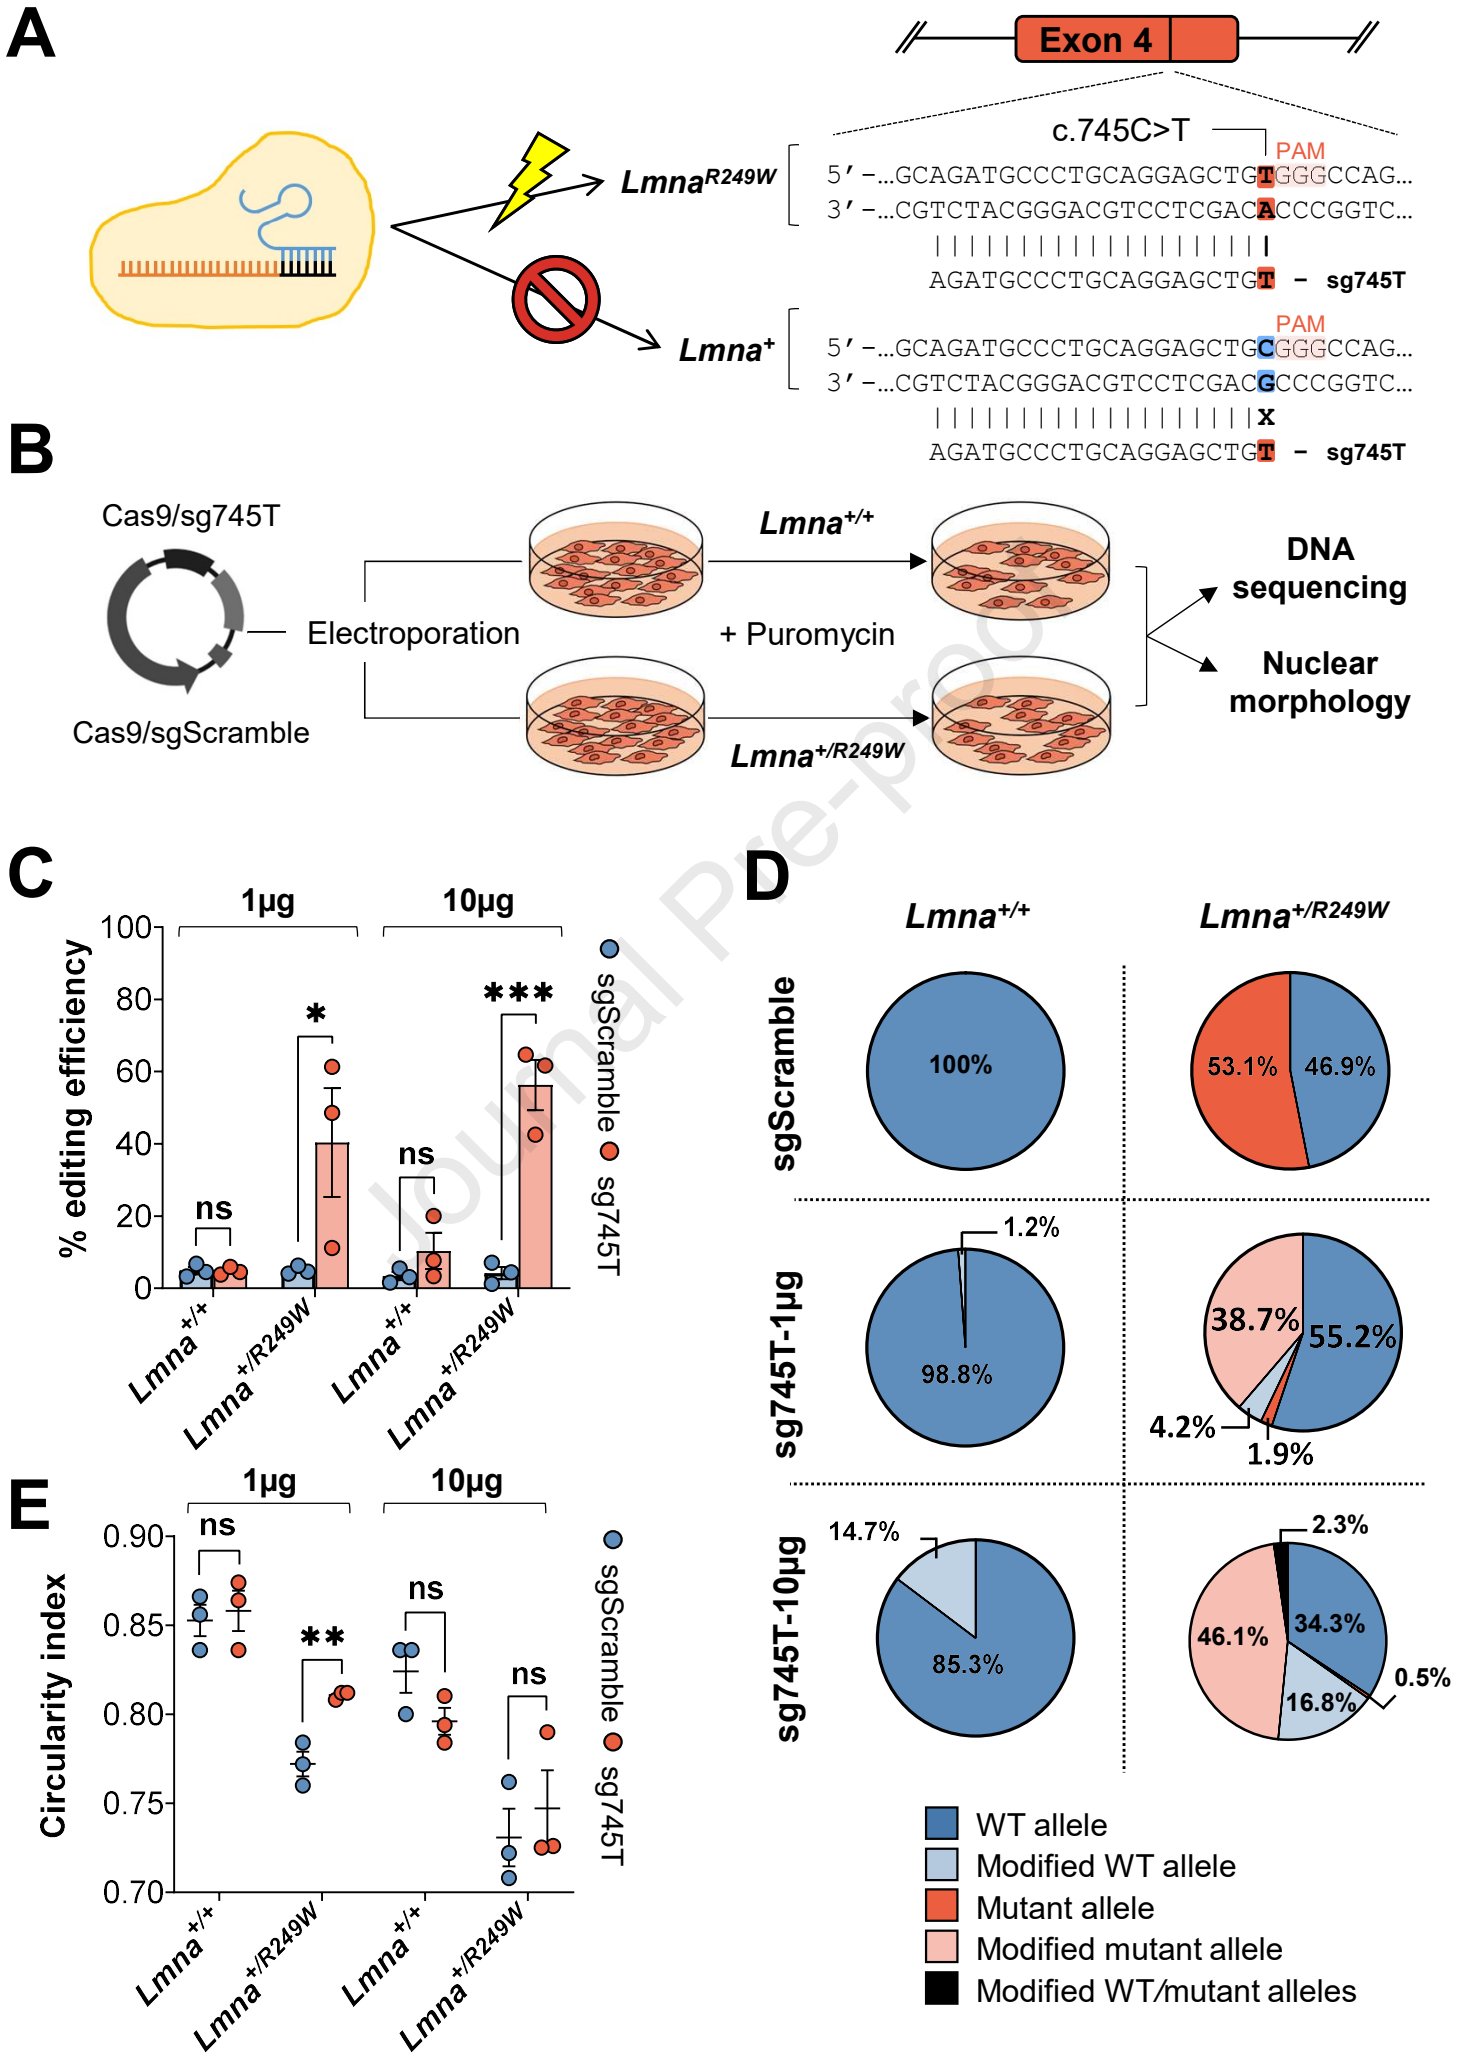 A
Exon 4
c.745C>T
PAM
Lmna^R249W
5′-…GCAGATGCCCTGCAGGAGCTGTGGGCCAG…
3′-…CGTCTACGGGACGTCCTCGACACCCGGTC…
AGATGCCCTGCAGGAGCTGT - sg745T
PAM
Lmna^+
5′-…GCAGATGCCCTGCAGGAGCTGCGGGCCAG…
3′-…CGTCTACGGGACGTCCTCGACGCCCGGTC…
X
AGATGCCCTGCAGGAGCTGT - sg745T
B
Cas9/sg745T
Cas9/sgScramble
Electroporation
Lmna^+/+
+ Puromycin
Lmna^+/R249W
DNA
sequencing
Nuclear
morphology
Journal Pre-proof
C
1µg
10µg
% editing efficiency
100
80
60
40
20
0
ns
*
ns
***
Lmna^+/+
Lmna^+/R249W
Lmna^+/+
Lmna^+/R249W
sgScramble
sg745T
D
Lmna^+/+
Lmna^+/R249W
sgScramble
100%
53.1%
46.9%
sg745T-1µg
1.2%
98.8%
38.7%
55.2%
4.2%
1.9%
sg745T-10µg
14.7%
85.3%
2.3%
34.3%
46.1%
16.8%
0.5%
WT allele
Modified WT allele
Mutant allele
Modified mutant allele
Modified WT/mutant alleles
E
1µg
10µg
Circularity index
0.90
0.85
0.80
0.75
0.70
ns
**
ns
ns
Lmna^+/+
Lmna^+/R249W
Lmna^+/+
Lmna^+/R249W
sgScramble
sg745T